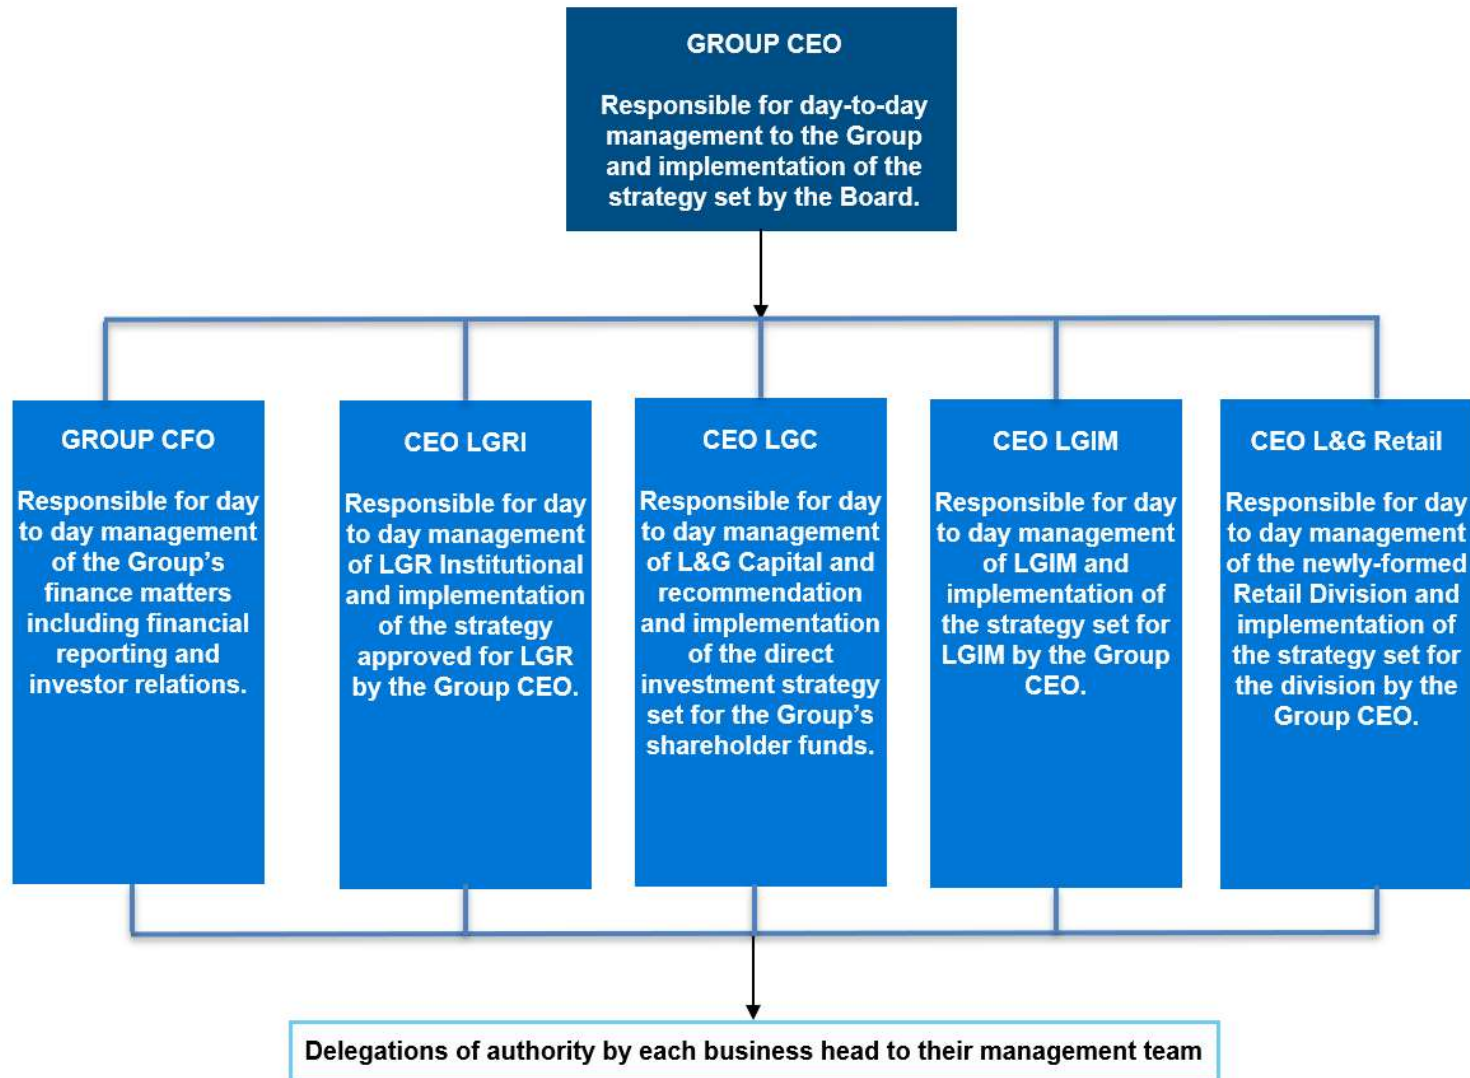 GROUP CEO
Responsible for day-to-day
management to the Group
and implementation of the
strategy set by the Board.
GROUP CFO
Responsible for day
to day management
of the Group's
finance matters
including financial
reporting and
investor relations.
CEO LGRI
Responsible for day
to day management
of LGR Institutional
and implementation
of the strategy
approved for LGR
by the Group CEO.
CEO LGC
Responsible for day
to day management
of L&G Capital and
recommendation
and implementation
of the direct
investment strategy
set for the Group's
shareholder funds.
CEO LGIM
Responsible for day
to day management
of LGIM and
implementation of
the strategy set for
LGIM by the Group
CEO.
CEO L&G Retail
Responsible for day
to day management
of the newly-formed
Retail Division and
implementation of
the strategy set for
the division by the
Group CEO.
Delegations of authority by each business head to their management team